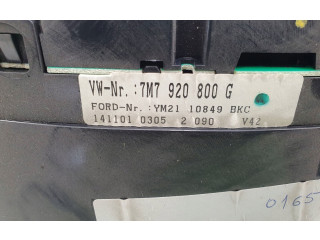 VW-Nr.:7M7 920 800 G
FORD-Nr.:YM21 10849 BKC
141101 0305 2 090 V42
0165